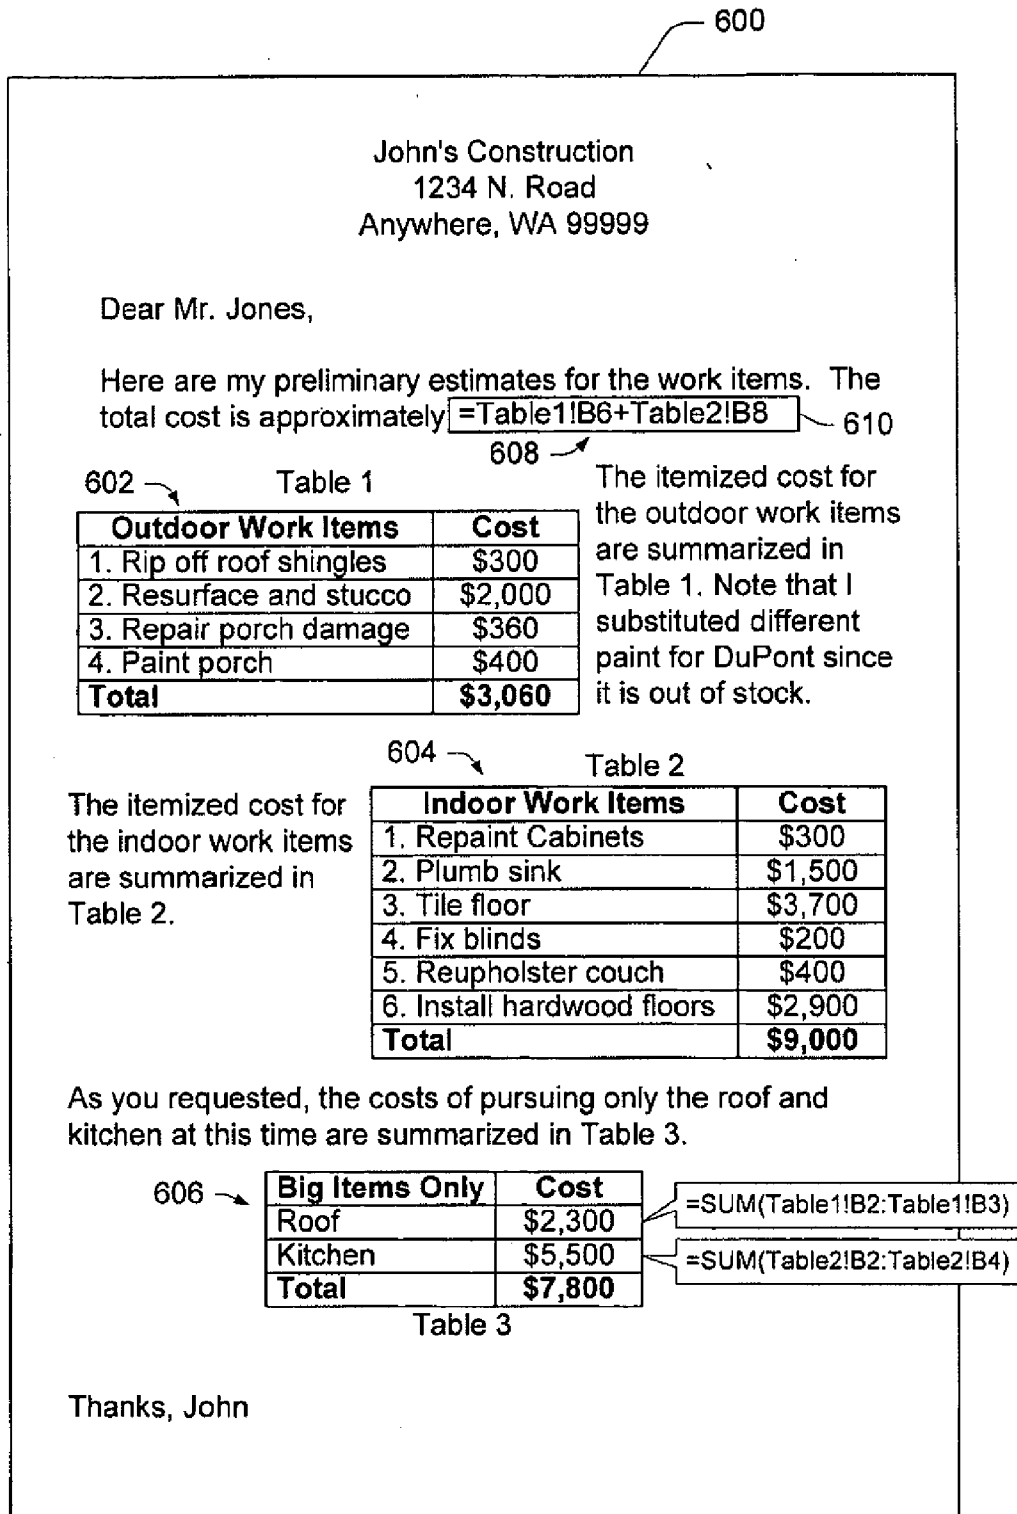 600
John's Construction
1234 N. Road
Anywhere, WA 99999
Dear Mr. Jones,
Here are my preliminary estimates for the work items. The
total cost is approximately =Table1!B6+Table2!B8 610
608
602 Table 1
Outdoor Work Items Cost
1. Rip off roof shingles $300
2. Resurface and stucco $2,000
3. Repair porch damage $360
4. Paint porch $400
Total $3,060
The itemized cost for
the outdoor work items
are summarized in
Table 1. Note that I
substituted different
paint for DuPont since
it is out of stock.
604 Table 2
The itemized cost for
the indoor work items
are summarized in
Table 2.
Indoor Work Items Cost
1. Repaint Cabinets $300
2. Plumb sink $1,500
3. Tile floor $3,700
4. Fix blinds $200
5. Reupholster couch $400
6. Install hardwood floors $2,900
Total $9,000
As you requested, the costs of pursuing only the roof and
kitchen at this time are summarized in Table 3.
606
Big Items Only Cost
Roof $2,300 =SUM(Table1!B2:Table1!B3)
Kitchen $5,500 =SUM(Table2!B2:Table2!B4)
Total $7,800
Table 3
Thanks, John